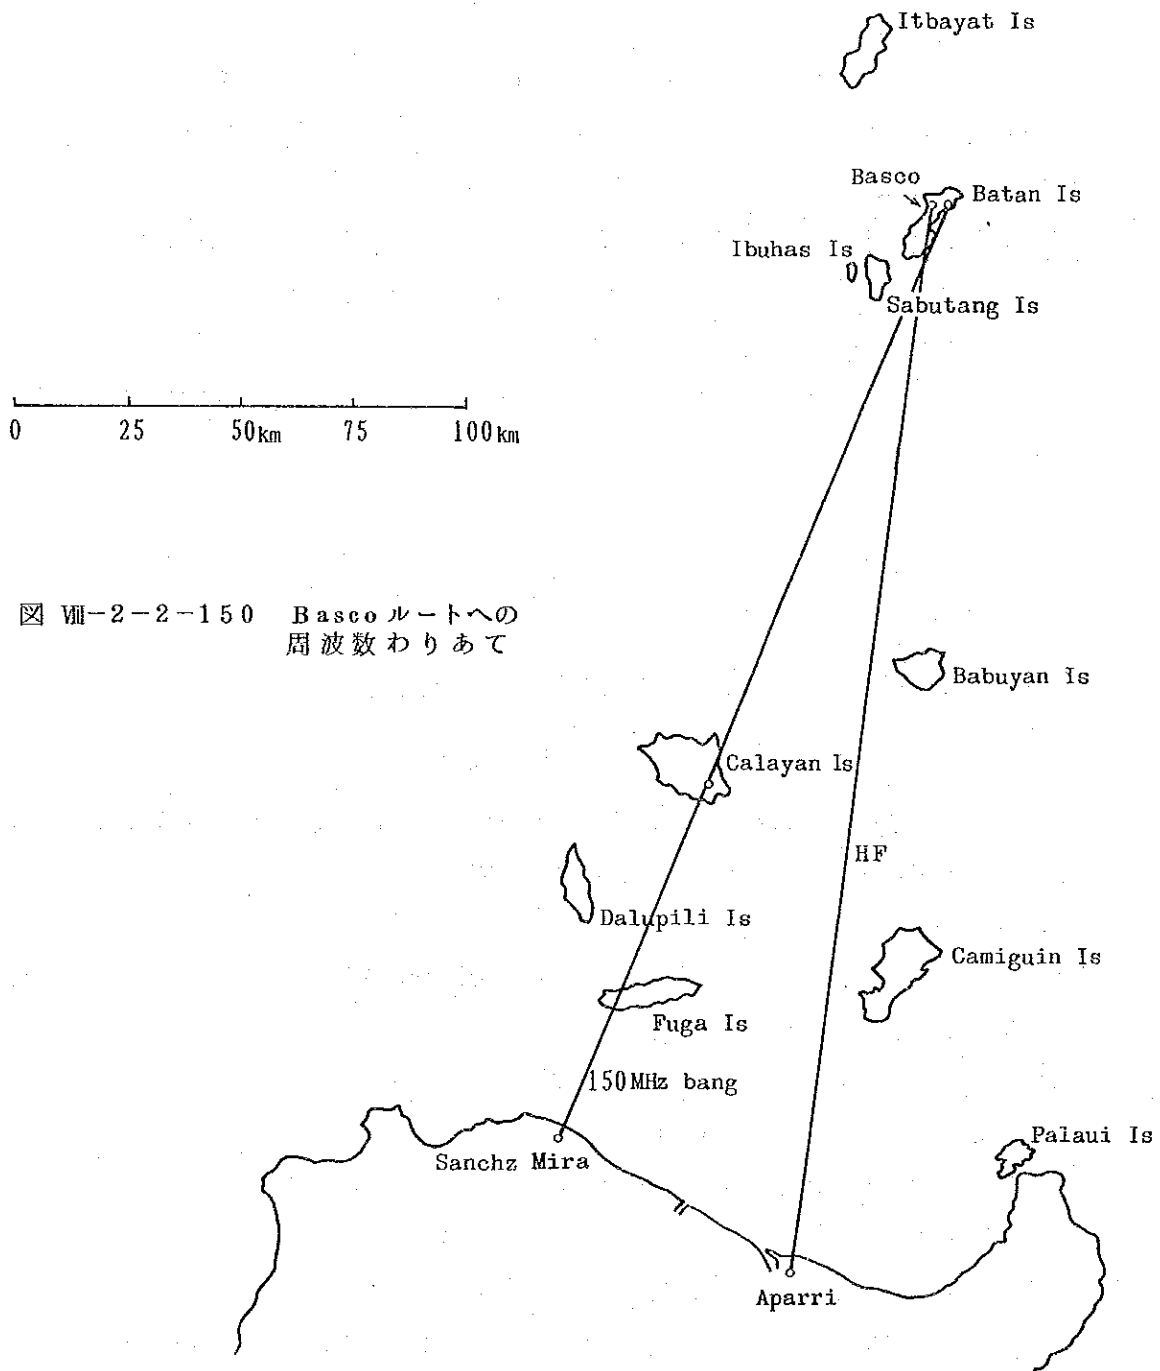 Itbayat Is
Basco
Batan Is
Ibuhas Is
Sabutang Is
0 25 50km 75 100km
図 Ⅷ-2-2-150 Bascoルートへの
周波数わりあて
Babuyan Is
Calayan Is
HF
Dalupili Is
Camiguin Is
Fuga Is
150MHz bang
Palaui Is
Sanchz Mira
Aparri